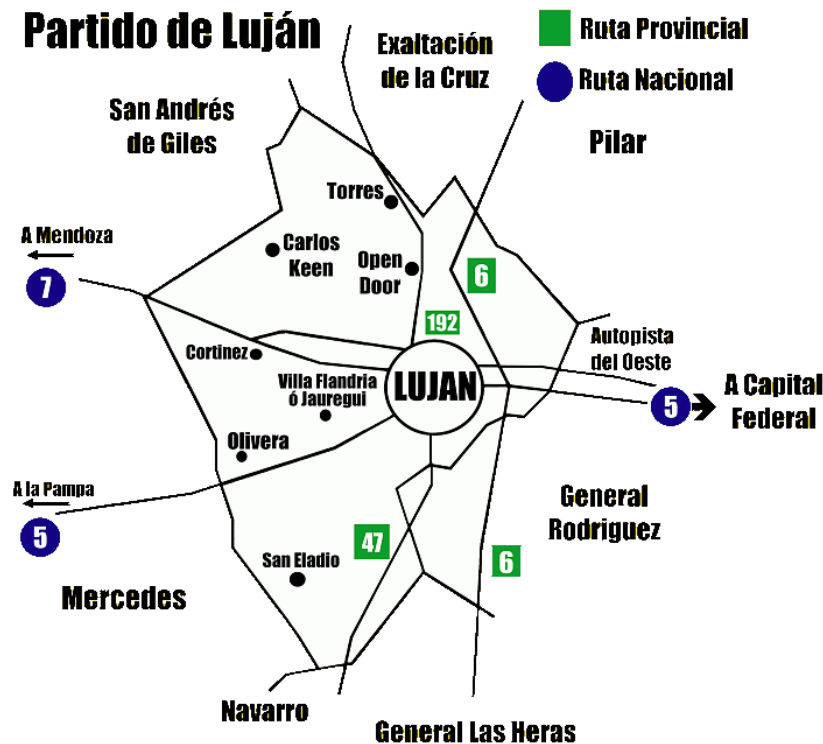 Partido de Luján
Ruta Provincial
Ruta Nacional
Exaltación
de la Cruz
San Andrés
de Giles
Pilar
Torres
A Mendoza
7
Carlos
Keen
Open
Door
6
192
Autopista
del Oeste
Cortinez
Villa Flandria
ó Jauregui
LUJAN
5
A Capital
Federal
Olivera
A la Pampa
5
General
Rodriguez
47
6
San Eladio
Mercedes
Navarro
General Las Heras